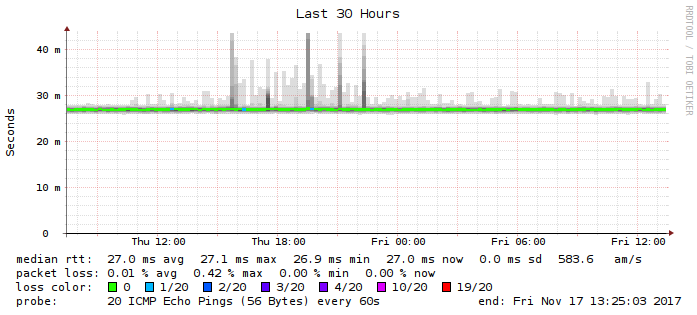 Last 30 Hours
RRDTOOL / TOBI OETIKER
Seconds
40 m
30 m
20 m
10 m
0
Thu 12:00 Thu 18:00 Fri 00:00 Fri 06:00 Fri 12:00
median rtt: 27.0 ms avg 27.1 ms max 26.9 ms min 27.0 ms now 0.0 ms sd 583.6 am/s
packet loss: 0.01 % avg 0.42 % max 0.00 % min 0.00 % now
loss color: 0 1/20 2/20 3/20 4/20 10/20 19/20
probe: 20 ICMP Echo Pings (56 Bytes) every 60s end: Fri Nov 17 13:25:03 2017